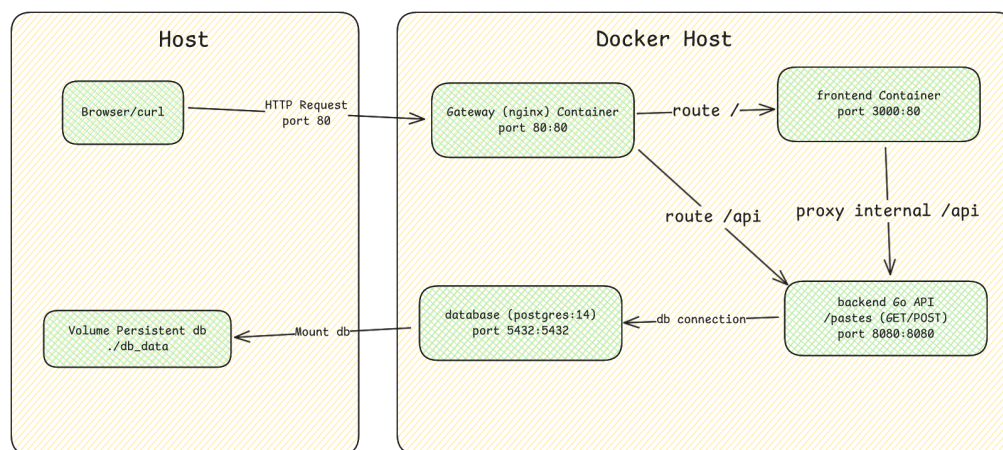 Host
Docker Host
Browser/curl
HTTP Request
port 80
Gateway (nginx) Container
port 80:80
route /
frontend Container
port 3000:80
route /api
proxy internal /api
Volume Persistent db
./db_data
Mount db
database (postgres:14)
port 5432:5432
db connection
backend Go API
/pastes (GET/POST)
port 8080:8080